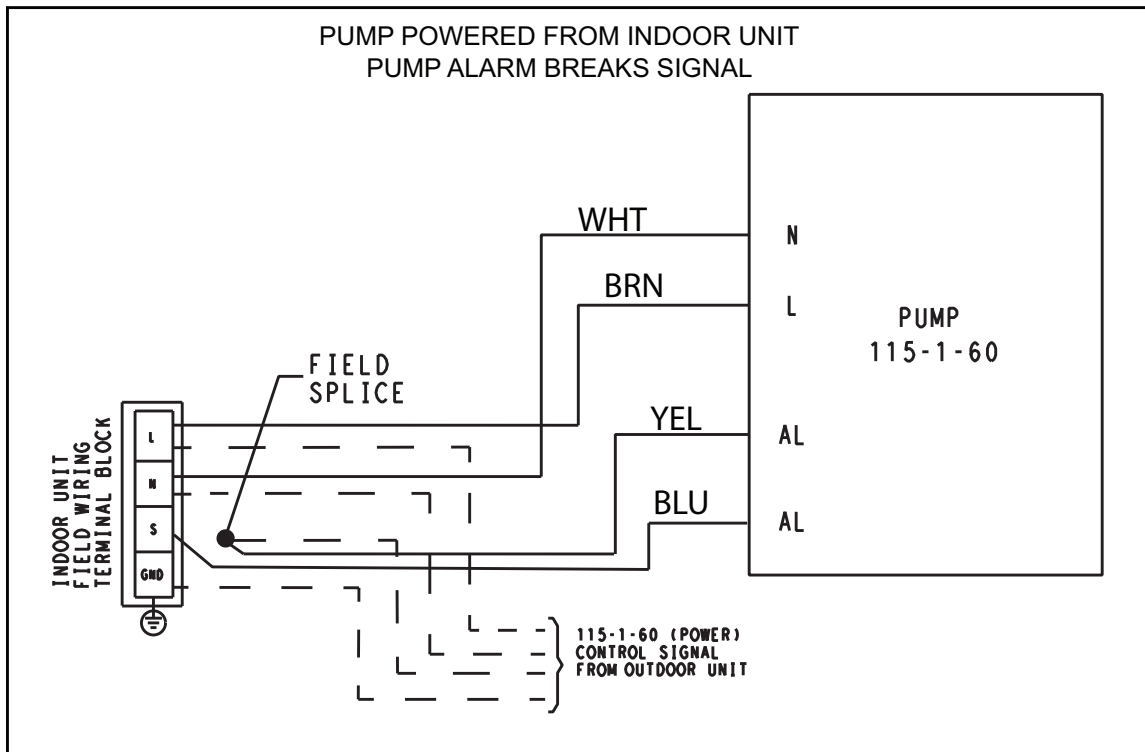 PUMP POWERED FROM INDOOR UNIT
PUMP ALARM BREAKS SIGNAL
WHT
N
BRN
L
PUMP
115-1-60
FIELD
SPLICE
YEL
AL
BLU
AL
INDOOR UNIT
FIELD WIRING
TERMINAL BLOCK
L
N
S
GND
115-1-60 (POWER)
CONTROL SIGNAL
FROM OUTDOOR UNIT